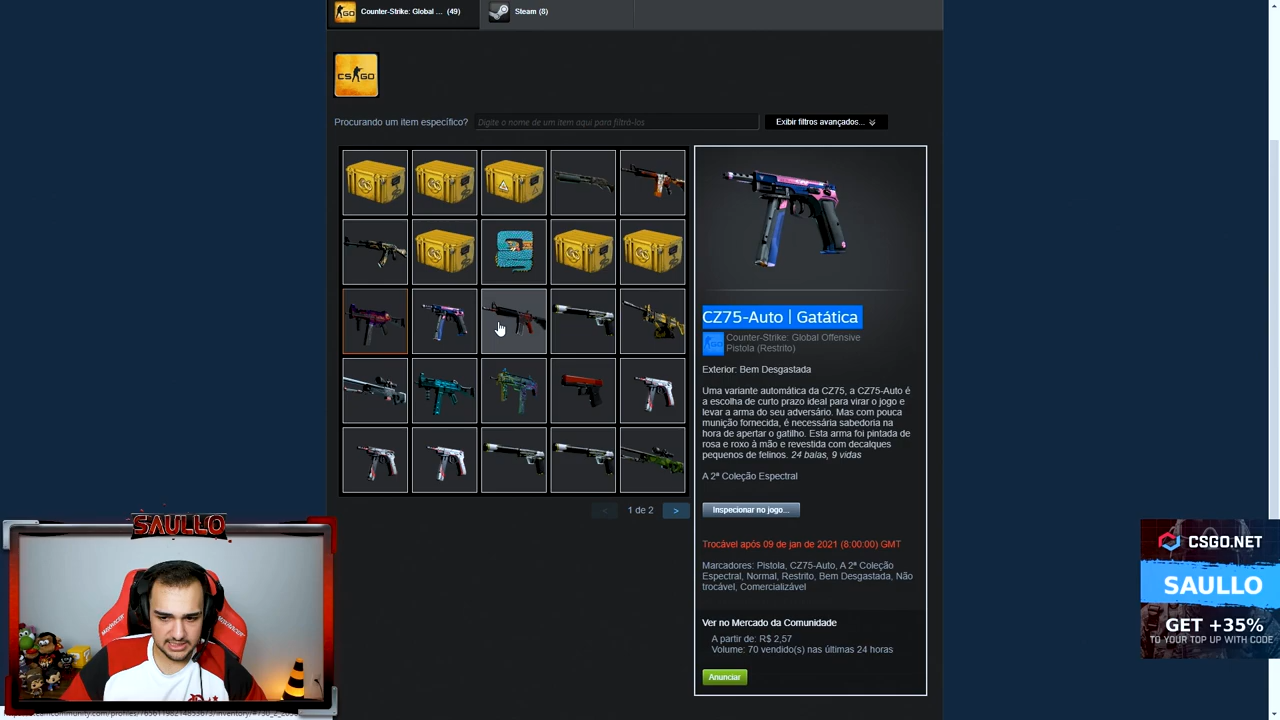 Counter-Strike: Global ... (49)
Steam (8)
CS GO
Procurando um item específico?
Digite o nome de um item aqui para filtrá-los
Exibir filtros avançados...
CZ75-Auto | Gatática
Counter-Strike: Global Offensive
Pistola (Restrito)
Exterior: Bem Desgastada
Uma variante automática da CZ75, a CZ75-Auto é
a escolha de curto prazo ideal para virar o jogo e
levar a arma do seu adversário. Mas com pouca
munição fornecida, é necessária sabedoria na
hora de apertar o gatilho. Esta arma foi pintada de
rosa e roxo à mão e revestida com decalques
pequenos de felinos. 24 balas, 9 vidas
A 2ª Coleção Espectral
1 de 2
Inspecionar no jogo...
Trocável após 09 de jan de 2021 (8:00:00) GMT
Marcadores: Pistola, CZ75-Auto, A 2ª Coleção
Espectral, Normal, Restrito, Bem Desgastada, Não
trocável, Comercializável
Ver no Mercado da Comunidade
A partir de: R$ 2,57
Volume: 70 vendido(s) nas últimas 24 horas
Anunciar
SAULLO
CSGO.NET
SAULLO
GET +35%
TO YOUR TOP UP WITH CODE